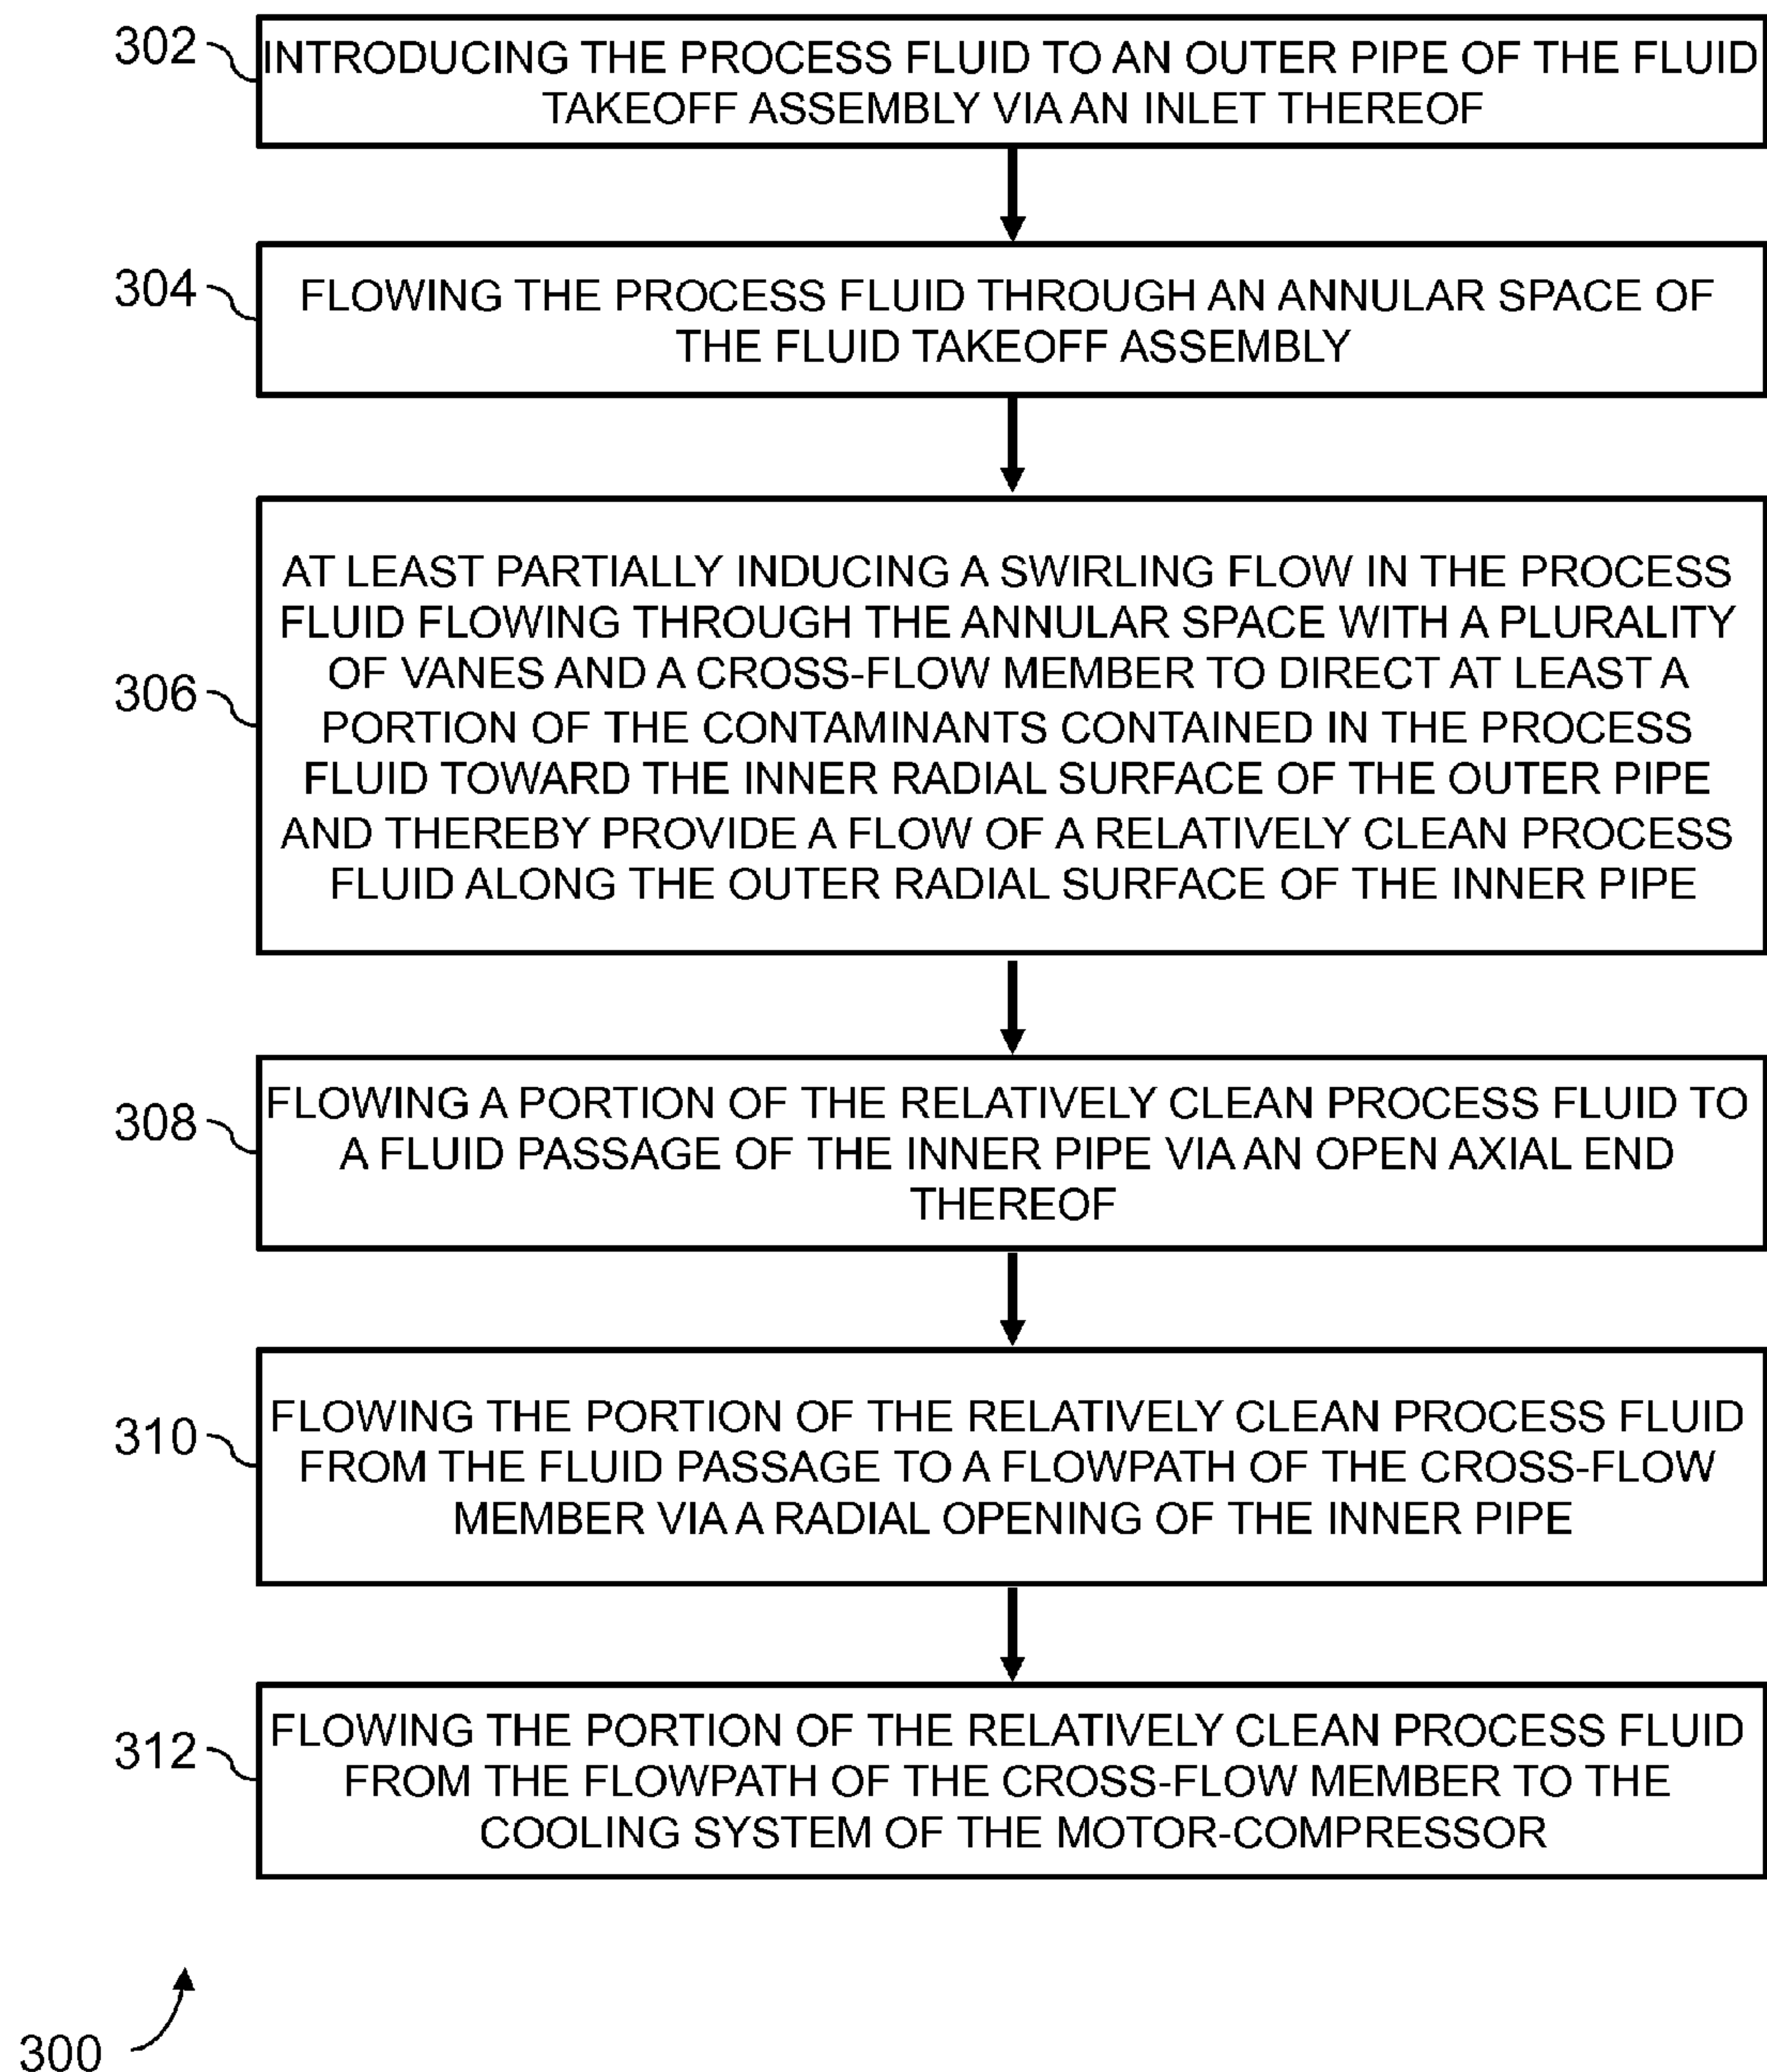 302
INTRODUCING THE PROCESS FLUID TO AN OUTER PIPE OF THE FLUID
TAKEOFF ASSEMBLY VIA AN INLET THEREOF
304
FLOWING THE PROCESS FLUID THROUGH AN ANNULAR SPACE OF
THE FLUID TAKEOFF ASSEMBLY
306
AT LEAST PARTIALLY INDUCING A SWIRLING FLOW IN THE PROCESS
FLUID FLOWING THROUGH THE ANNULAR SPACE WITH A PLURALITY
OF VANES AND A CROSS-FLOW MEMBER TO DIRECT AT LEAST A
PORTION OF THE CONTAMINANTS CONTAINED IN THE PROCESS
FLUID TOWARD THE INNER RADIAL SURFACE OF THE OUTER PIPE
AND THEREBY PROVIDE A FLOW OF A RELATIVELY CLEAN PROCESS
FLUID ALONG THE OUTER RADIAL SURFACE OF THE INNER PIPE
308
FLOWING A PORTION OF THE RELATIVELY CLEAN PROCESS FLUID TO
A FLUID PASSAGE OF THE INNER PIPE VIA AN OPEN AXIAL END
THEREOF
310
FLOWING THE PORTION OF THE RELATIVELY CLEAN PROCESS FLUID
FROM THE FLUID PASSAGE TO A FLOWPATH OF THE CROSS-FLOW
MEMBER VIA A RADIAL OPENING OF THE INNER PIPE
312
FLOWING THE PORTION OF THE RELATIVELY CLEAN PROCESS FLUID
FROM THE FLOWPATH OF THE CROSS-FLOW MEMBER TO THE
COOLING SYSTEM OF THE MOTOR-COMPRESSOR
300